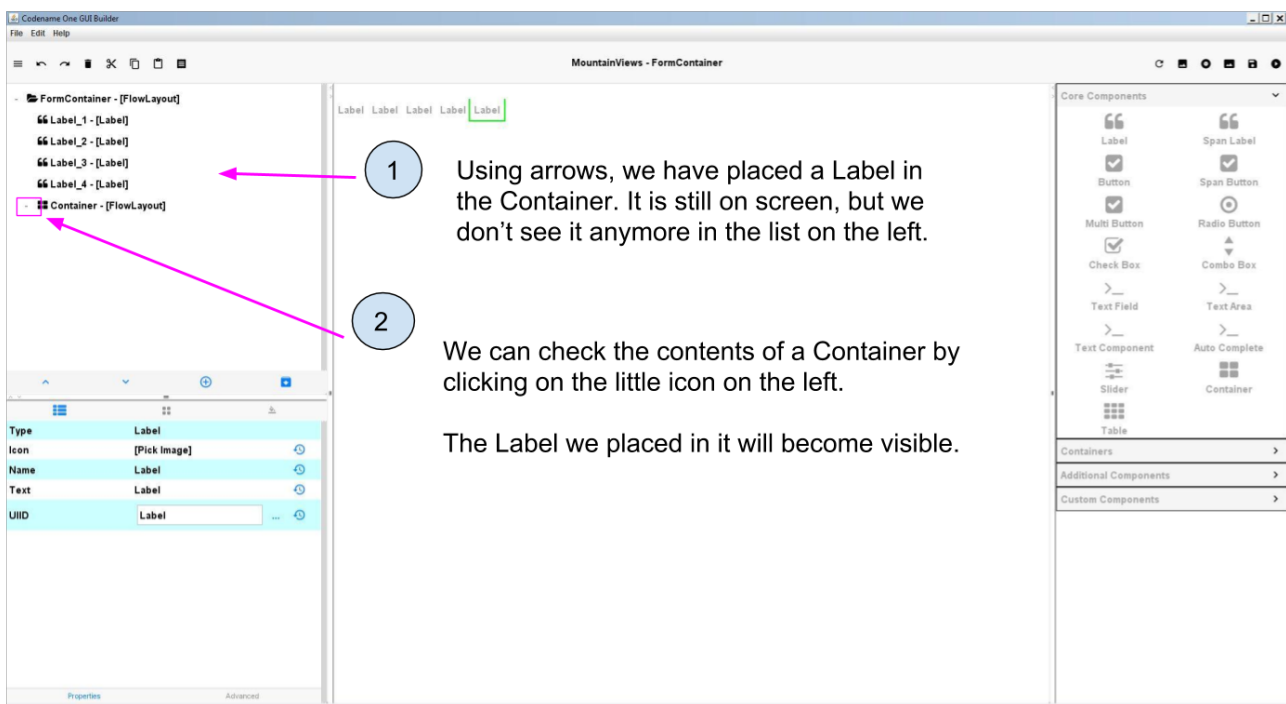 Codename One GUI Builder
File Edit Help
MountainViews - FormContainer
- FormContainer - [FlowLayout]
Label_1 - [Label]
Label_2 - [Label]
Label_3 - [Label]
Label_4 - [Label]
- Container - [FlowLayout]
Label Label Label Label Label
1
Using arrows, we have placed a Label in
the Container. It is still on screen, but we
don't see it anymore in the list on the left.
2
We can check the contents of a Container by
clicking on the little icon on the left.
The Label we placed in it will become visible.
Type Label
Icon [Pick Image]
Name Label
Text Label
UIID Label ...
Properties Advanced
Core Components
Label Span Label
Button Span Button
Multi Button Radio Button
Check Box Combo Box
Text Field Text Area
Text Component Auto Complete
Slider Container
Table
Containers
Additional Components
Custom Components